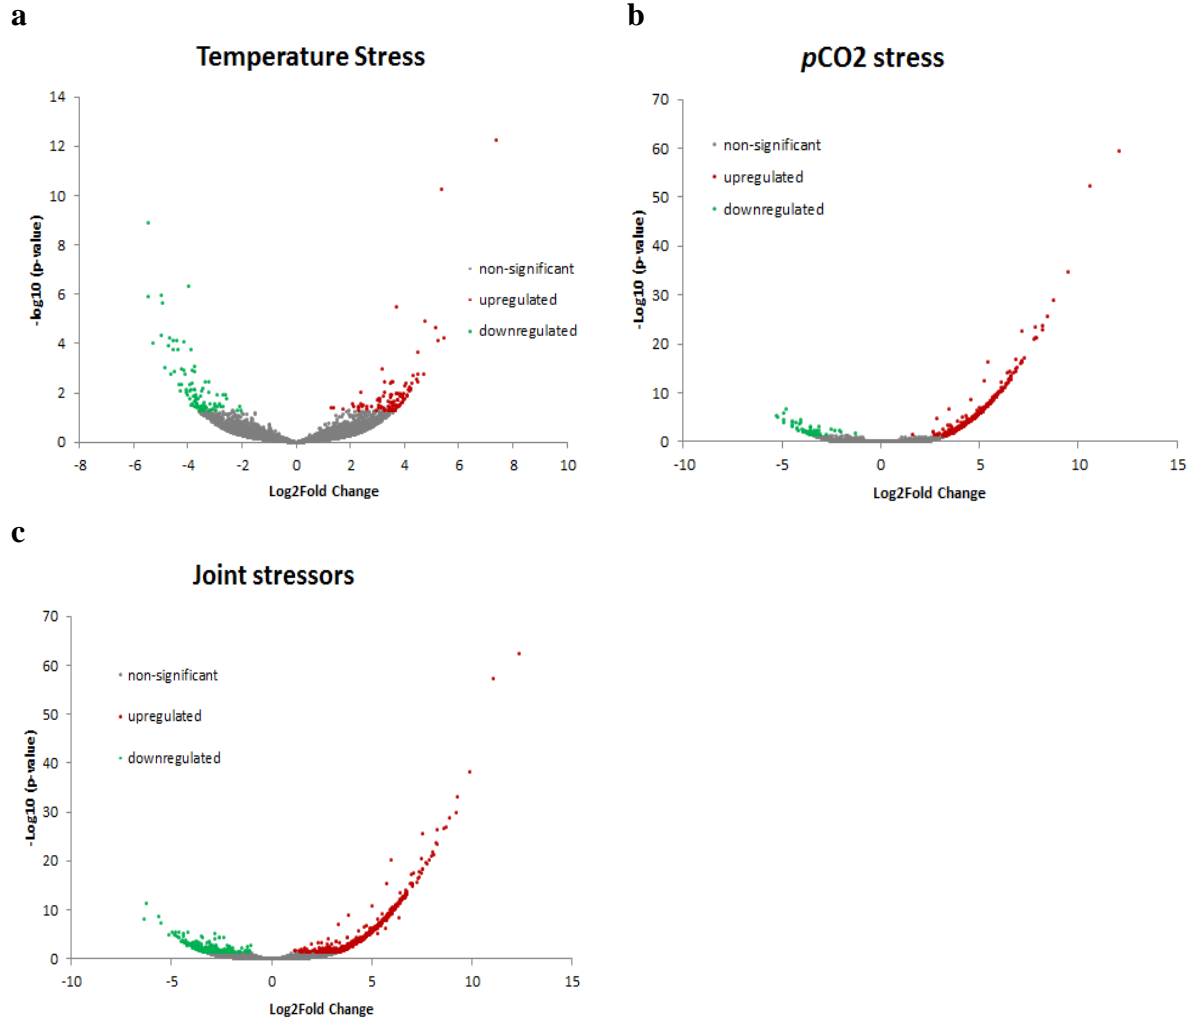 a
Temperature Stress
14
12
10
8
6
4
2
0
-8 -6 -4 -2 0 2 4 6 8 10
-log10 (p-value)
Log2Fold Change
non-significant
upregulated
downregulated
b
pCO2 stress
70
60
50
40
30
20
10
0
-10 -5 0 5 10 15
-Log10 (p-value)
Log2Fold Change
non-significant
upregulated
downregulated
c
Joint stressors
70
60
50
40
30
20
10
0
-10 -5 0 5 10 15
-Log10 (p-value)
Log2Fold Change
non-significant
upregulated
downregulated